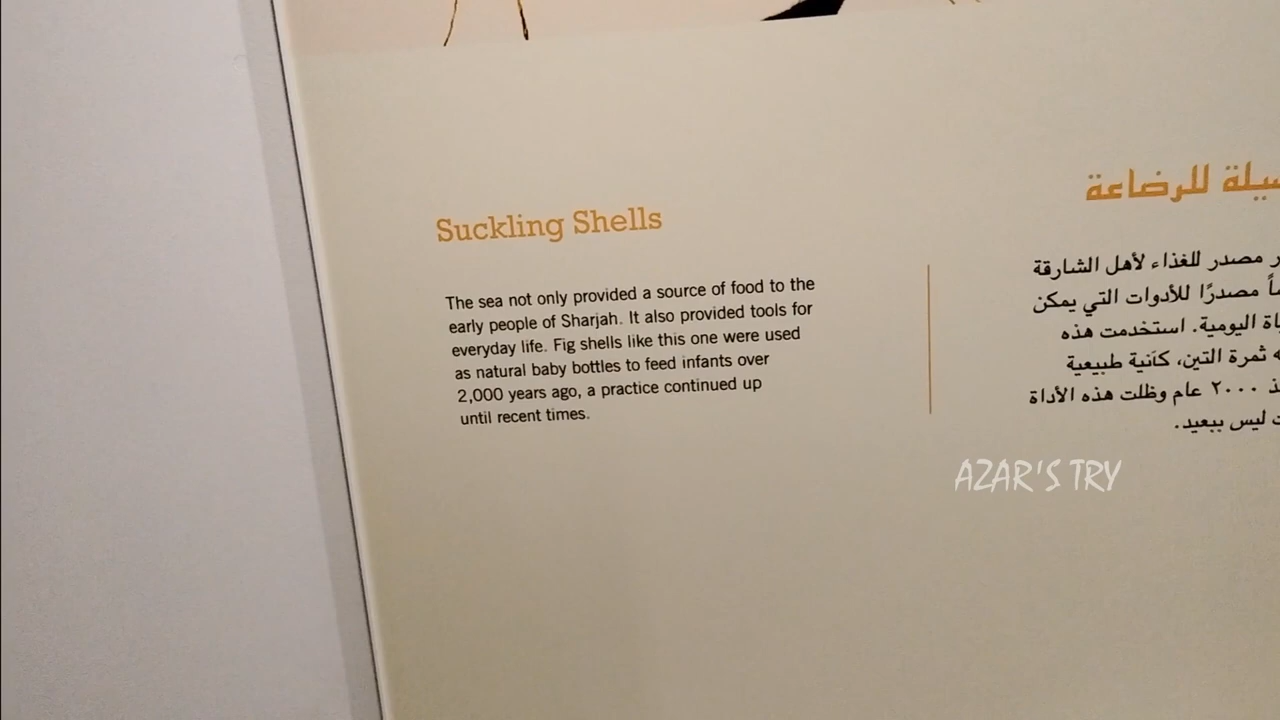 Suckling Shells
The sea not only provided a source of food to the
early people of Sharjah. It also provided tools for
everyday life. Fig shells like this one were used
as natural baby bottles to feed infants over
2,000 years ago, a practice continued up
until recent times.
للرضاعة
مصدر للغذاء لأهل الشارقة
مصدرًا للأدوات التي يمكن
اليومية. استخدمت هذه
ثمرة التين، كآنية طبيعية
٢٠٠٠ عام وظلت هذه الأداة
ليس ببعيد.
AZAR'S TRY